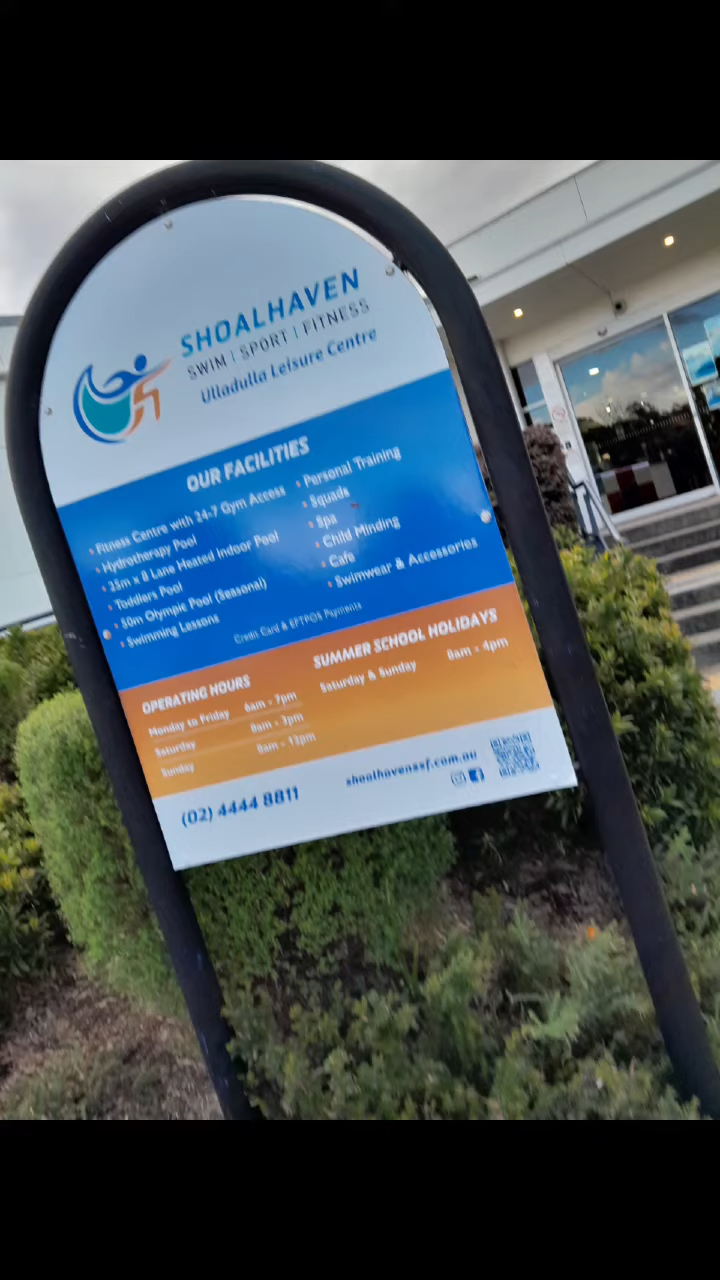 SHOALHAVEN
SWIM | SPORT | FITNESS
Ulladulla Leisure Centre
OUR FACILITIES
• Fitness Centre with 24-7 Gym Access
• Hydrotherapy Pool
• 25m x 8 Lane Heated Indoor Pool
• Toddlers Pool
• 50m Olympic Pool (Seasonal)
• Swimming Lessons
• Personal Training
• Squads
• Spa
• Child Minding
• Cafe
• Swimwear & Accessories
Credit Card & EFTPOS Payments
OPERATING HOURS
Monday to Friday 6am - 7pm
Saturday 8am - 3pm
Sunday 8am - 12pm
SUMMER SCHOOL HOLIDAYS
Saturday & Sunday 8am - 4pm
(02) 4444 8811
shoalhavenssf.com.au